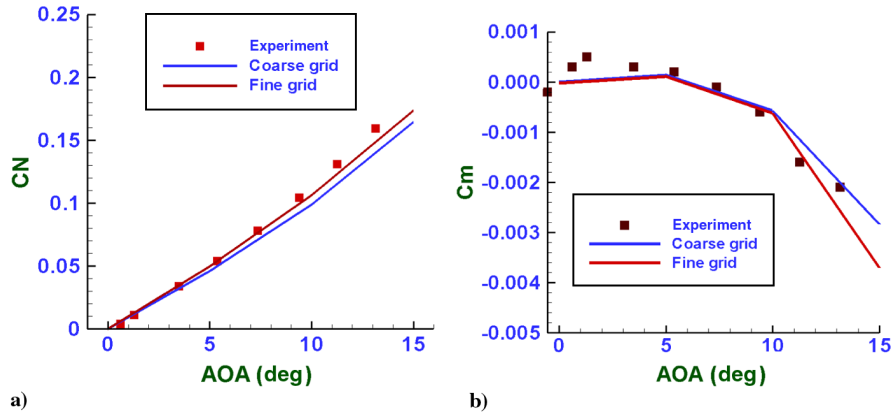 0.25
0.2
0.15
0.1
0.05
0
CN
Experiment
Coarse grid
Fine grid
0 5 10 15
AOA (deg)
a)
0.001
0.000
-0.001
-0.002
-0.003
-0.004
-0.005
Cm
Experiment
Coarse grid
Fine grid
0 5 10 15
AOA (deg)
b)